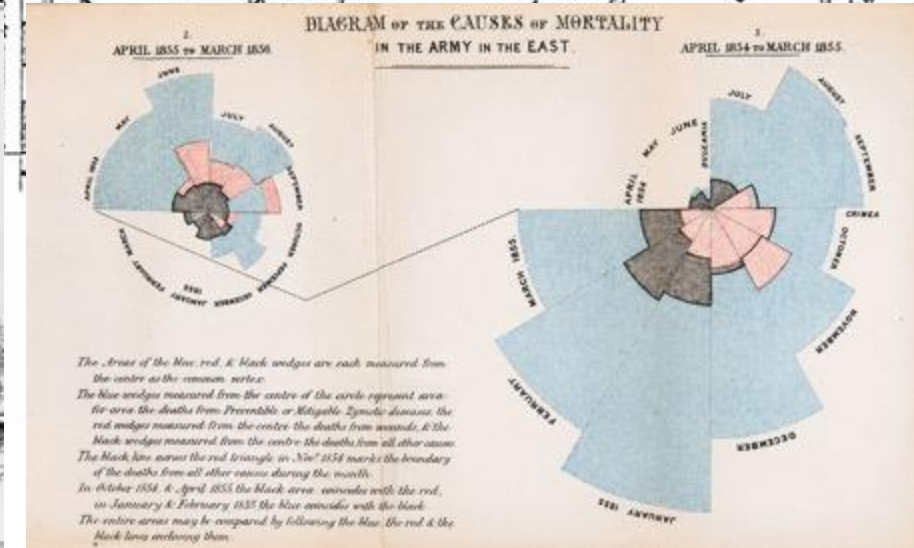 DIAGRAM OF THE CAUSES OF MORTALITY
IN THE ARMY IN THE EAST.
2.
APRIL 1855 TO MARCH 1856.
1.
APRIL 1854 TO MARCH 1855.
APRIL 1855
MAY
JUNE
JULY
AUGUST
SEPTEMBER
OCTOBER
NOVEMBER
DECEMBER
JANUARY
1856
FEBRUARY
MARCH
APRIL
1854
MAY
JUNE
BULGARIA
JULY
AUGUST
SEPTEMBER
CRIMEA
OCTOBER
NOVEMBER
DECEMBER
JANUARY 1855
FEBRUARY
MARCH 1855.
The Areas of the blue, red, & black wedges are each measured from
the centre as the common vertex.
The blue wedges measured from the centre of the circle represent area
for area the deaths from Preventible or Mitigable Zymotic diseases, the
red wedges measured from the centre the deaths from wounds, & the
black wedges measured from the centre the deaths from all other causes.
The black line across the red triangle in Novr. 1854 marks the boundary
of the deaths from all other causes during the month.
In October 1854, & April 1855, the black area coincides with the red,
in January & February 1855, the blue coincides with the black.
The entire areas may be compared by following the blue, the red & the
black lines enclosing them.